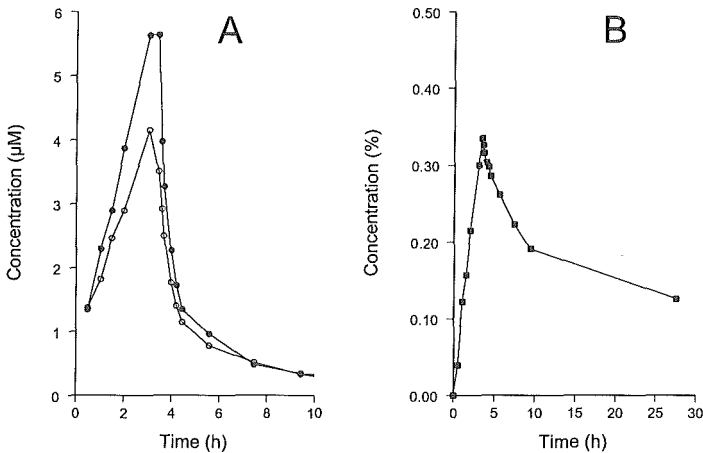 A
6
5
4
3
2
1
0
Concentration (µM)
0 2 4 6 8 10
Time (h)
B
0.50
0.40
0.30
0.20
0.10
0.00
Concentration (%)
0 5 10 15 20 25 30
Time (h)